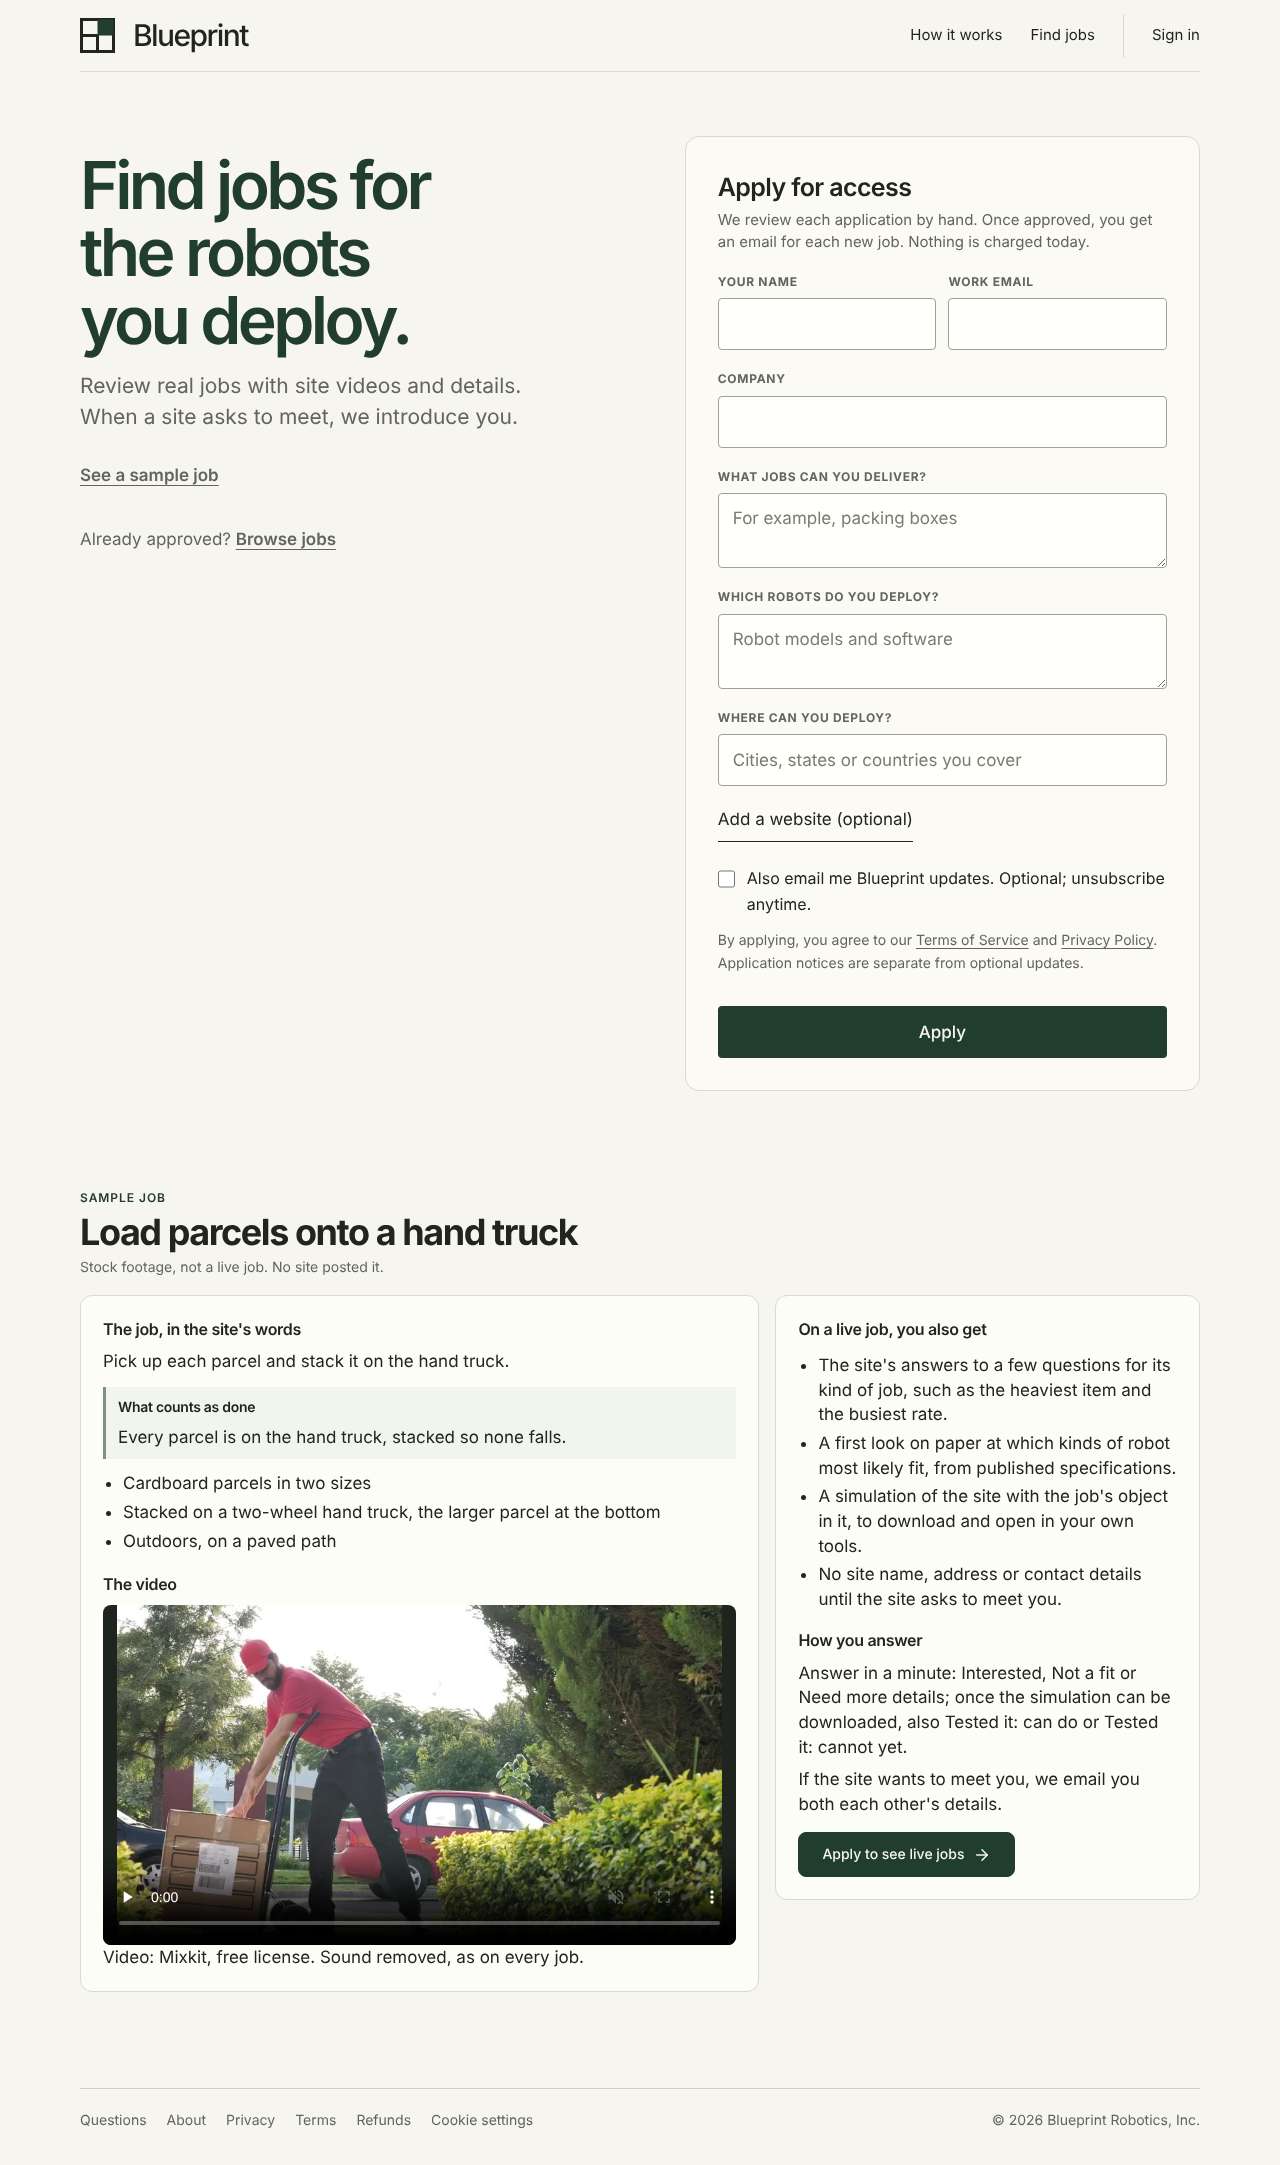 Blueprint
How it works
Find jobs
Sign in
Find jobs for
the robots
you deploy.
Review real jobs with site videos and details.
When a site asks to meet, we introduce you.
See a sample job
Already approved? Browse jobs
Apply for access
We review each application by hand. Once approved, you get
an email for each new job. Nothing is charged today.
YOUR NAME
WORK EMAIL
COMPANY
WHAT JOBS CAN YOU DELIVER?
For example, packing boxes
WHICH ROBOTS DO YOU DEPLOY?
Robot models and software
WHERE CAN YOU DEPLOY?
Cities, states or countries you cover
Add a website (optional)
Also email me Blueprint updates. Optional; unsubscribe
anytime.
By applying, you agree to our Terms of Service and Privacy Policy.
Application notices are separate from optional updates.
Apply
SAMPLE JOB
Load parcels onto a hand truck
Stock footage, not a live job. No site posted it.
The job, in the site's words
Pick up each parcel and stack it on the hand truck.
What counts as done
Every parcel is on the hand truck, stacked so none falls.
• Cardboard parcels in two sizes
• Stacked on a two-wheel hand truck, the larger parcel at the bottom
• Outdoors, on a paved path
The video
0:00
Video: Mixkit, free license. Sound removed, as on every job.
On a live job, you also get
• The site's answers to a few questions for its
kind of job, such as the heaviest item and
the busiest rate.
• A first look on paper at which kinds of robot
most likely fit, from published specifications.
• A simulation of the site with the job's object
in it, to download and open in your own
tools.
• No site name, address or contact details
until the site asks to meet you.
How you answer
Answer in a minute: Interested, Not a fit or
Need more details; once the simulation can be
downloaded, also Tested it: can do or Tested
it: cannot yet.
If the site wants to meet you, we email you
both each other's details.
Apply to see live jobs →
Questions
About
Privacy
Terms
Refunds
Cookie settings
© 2026 Blueprint Robotics, Inc.